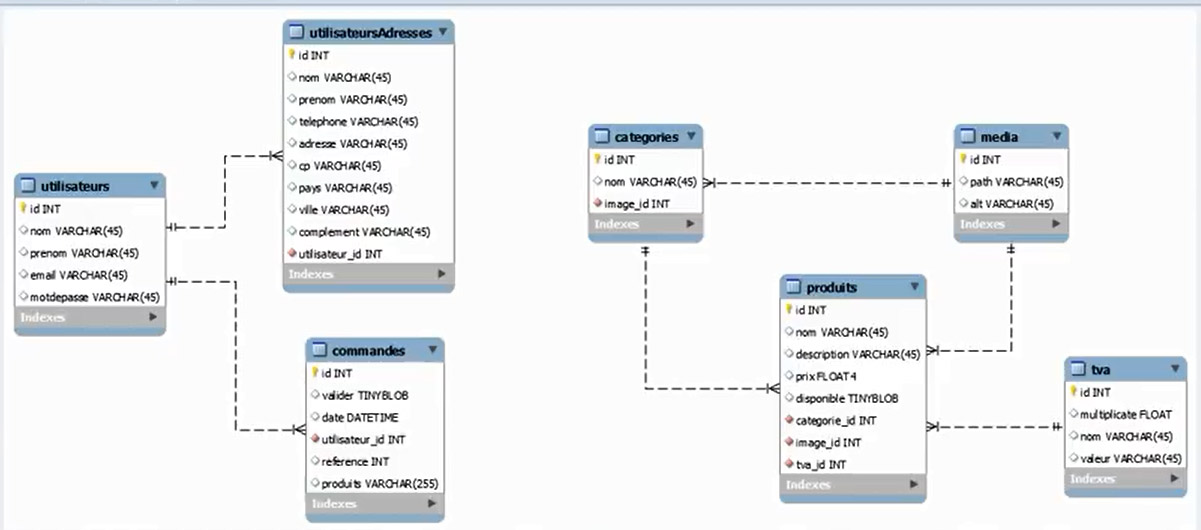 utilisateursAdresses
id INT
nom VARCHAR(45)
prenom VARCHAR(45)
telephone VARCHAR(45)
adresse VARCHAR(45)
cp VARCHAR(45)
pays VARCHAR(45)
ville VARCHAR(45)
complement VARCHAR(45)
utilisateur_id INT
Indexes
utilisateurs
id INT
nom VARCHAR(45)
prenom VARCHAR(45)
email VARCHAR(45)
motdepasse VARCHAR(45)
Indexes
commandes
id INT
valider TINYBLOB
date DATETIME
utilisateur_id INT
reference INT
produits VARCHAR(255)
Indexes
categories
id INT
nom VARCHAR(45)
image_id INT
Indexes
media
id INT
path VARCHAR(45)
alt VARCHAR(45)
Indexes
produits
id INT
nom VARCHAR(45)
description VARCHAR(45)
prix FLOAT4
disponible TINYBLOB
categorie_id INT
image_id INT
tva_id INT
Indexes
tva
id INT
multiplicate FLOAT
nom VARCHAR(45)
valeur VARCHAR(45)
Indexes